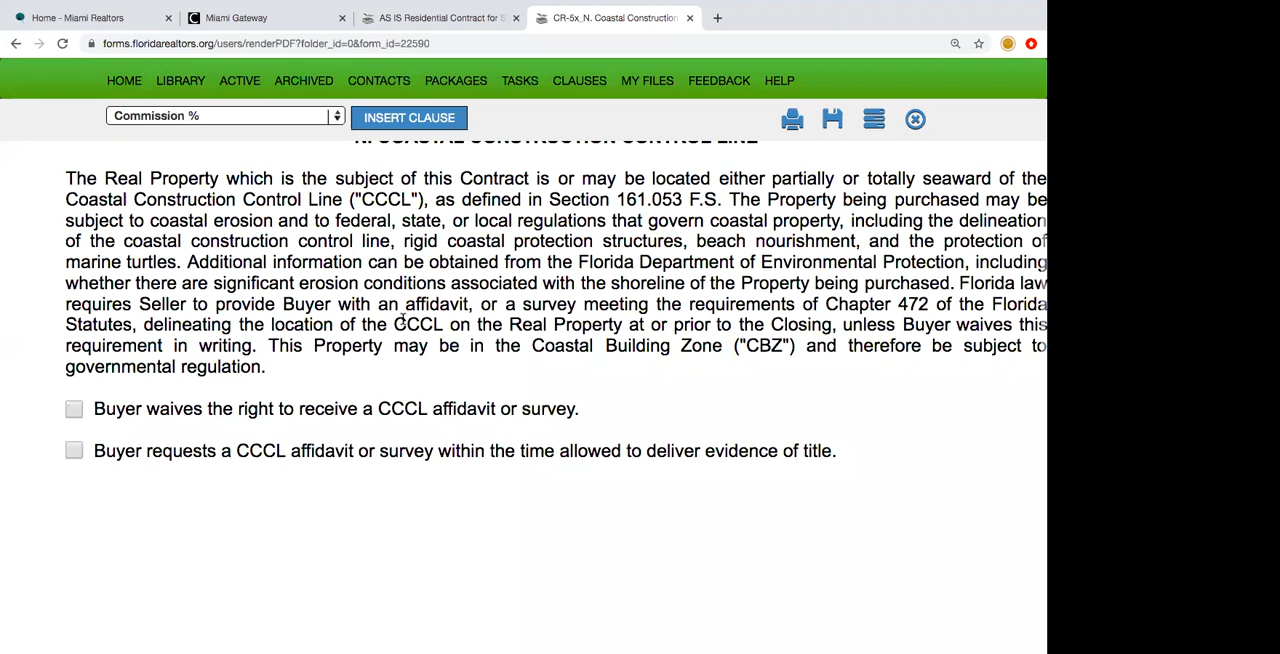 Home - Miami Realtors
Miami Gateway
AS IS Residential Contract for S
CR-5x_N. Coastal Construction
forms.floridarealtors.org/users/renderPDF?folder_id=0&form_id=22590
HOME LIBRARY ACTIVE ARCHIVED CONTACTS PACKAGES TASKS CLAUSES MY FILES FEEDBACK HELP
Commission %
INSERT CLAUSE
N. COASTAL CONSTRUCTION CONTROL LINE
The Real Property which is the subject of this Contract is or may be located either partially or totally seaward of the
Coastal Construction Control Line ("CCCL"), as defined in Section 161.053 F.S. The Property being purchased may be
subject to coastal erosion and to federal, state, or local regulations that govern coastal property, including the delineation
of the coastal construction control line, rigid coastal protection structures, beach nourishment, and the protection of
marine turtles. Additional information can be obtained from the Florida Department of Environmental Protection, including
whether there are significant erosion conditions associated with the shoreline of the Property being purchased. Florida law
requires Seller to provide Buyer with an affidavit, or a survey meeting the requirements of Chapter 472 of the Florida
Statutes, delineating the location of the CCCL on the Real Property at or prior to the Closing, unless Buyer waives this
requirement in writing. This Property may be in the Coastal Building Zone ("CBZ") and therefore be subject to
governmental regulation.
Buyer waives the right to receive a CCCL affidavit or survey.
Buyer requests a CCCL affidavit or survey within the time allowed to deliver evidence of title.